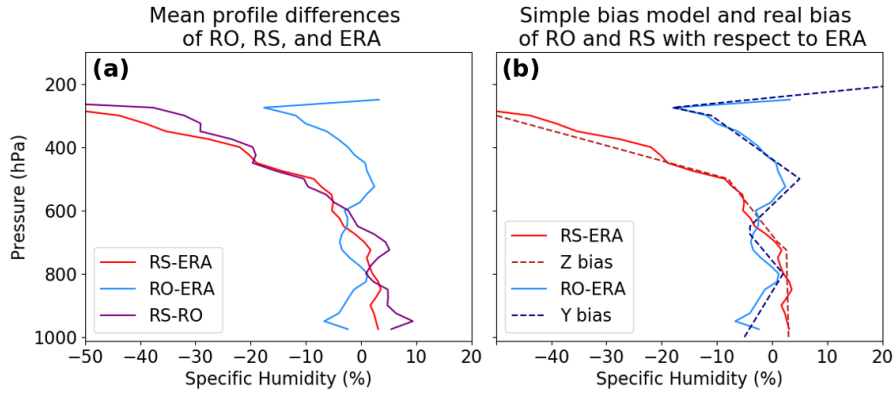 Mean profile differences
of RO, RS, and ERA
(a)
200
400
600
800
1000
Pressure (hPa)
RS-ERA
RO-ERA
RS-RO
−50 −40 −30 −20 −10 0 10 20
Specific Humidity (%)
Simple bias model and real bias
of RO and RS with respect to ERA
(b)
RS-ERA
Z bias
RO-ERA
Y bias
−40 −30 −20 −10 0 10 20
Specific Humidity (%)